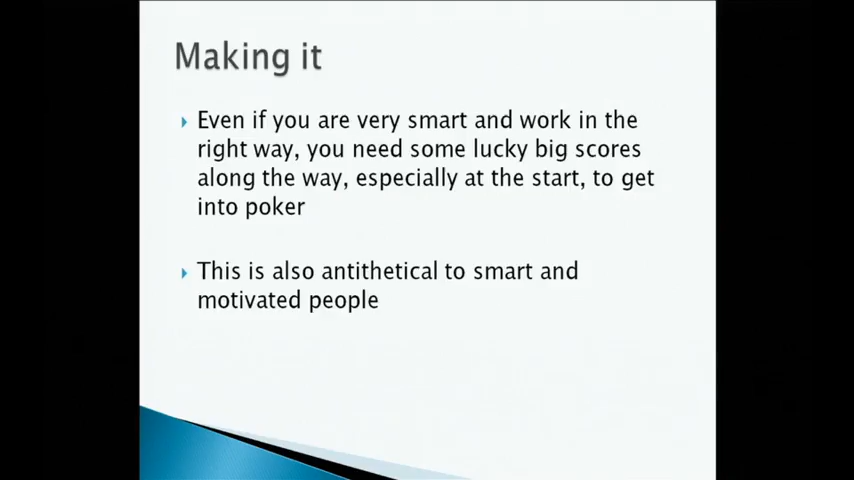 Making it
Even if you are very smart and work in the
right way, you need some lucky big scores
along the way, especially at the start, to get
into poker
This is also antithetical to smart and
motivated people